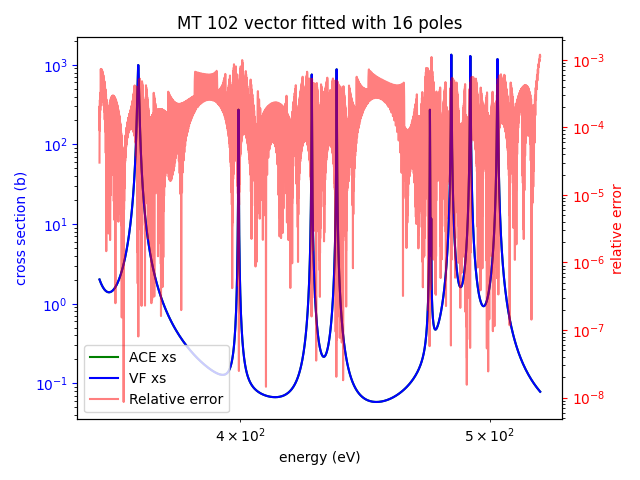 MT 102 vector fitted with 16 poles
10³
10²
10¹
10⁰
10⁻¹
cross section (b)
10⁻³
10⁻⁴
10⁻⁵
10⁻⁶
10⁻⁷
10⁻⁸
relative error
ACE xs
VF xs
Relative error
4 × 10²
5 × 10²
energy (eV)